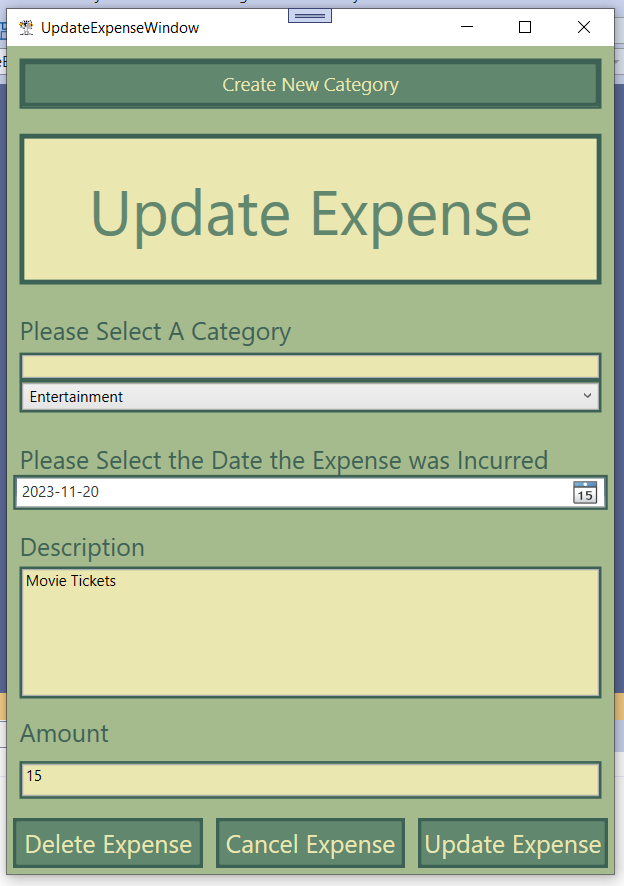 UpdateExpenseWindow
Create New Category
Update Expense
Please Select A Category
Entertainment
Please Select the Date the Expense was Incurred
2023-11-20
15
Description
Movie Tickets
Amount
15
Delete Expense
Cancel Expense
Update Expense